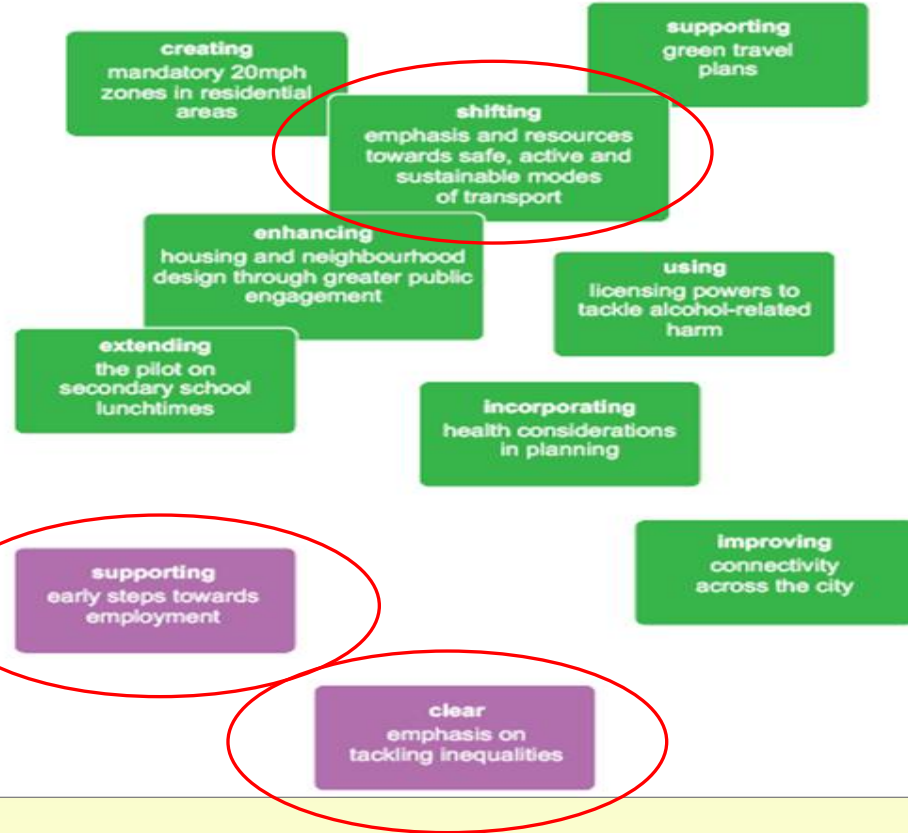 supporting
green travel
plans
creating
mandatory 20mph
zones in residential
areas
shifting
emphasis and resources
towards safe, active and
sustainable modes
of transport
enhancing
housing and neighbourhood
design through greater public
engagement
using
licensing powers to
tackle alcohol-related
harm
extending
the pilot on
secondary school
lunchtimes
incorporating
health considerations
in planning
improving
connectivity
across the city
supporting
early steps towards
employment
clear
emphasis on
tackling inequalities